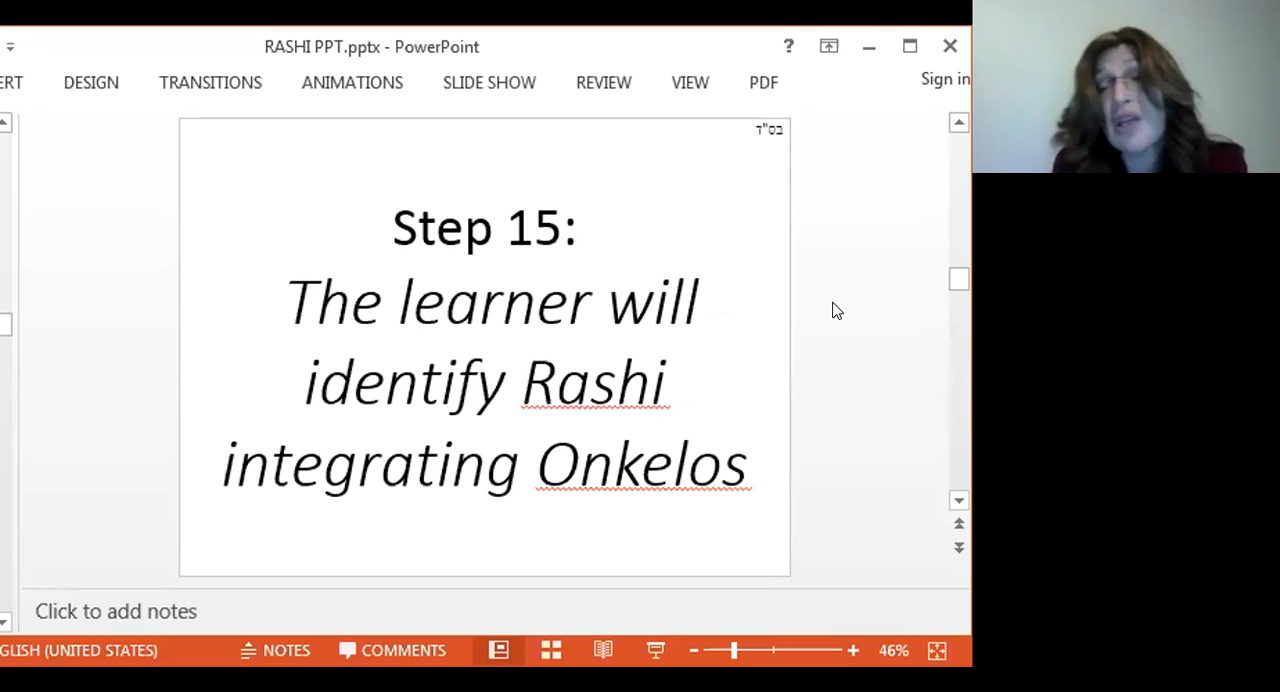 RASHI PPT.pptx - PowerPoint
?
ERT DESIGN TRANSITIONS ANIMATIONS SLIDE SHOW REVIEW VIEW PDF Sign in
בס"ד
Step 15:
The learner will
identify Rashi
integrating Onkelos
Click to add notes
GLISH (UNITED STATES) NOTES COMMENTS 46%